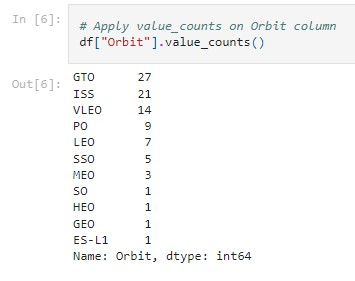 In [6]:
# Apply value_counts on Orbit column
df["Orbit"].value_counts()
Out[6]:
GTO 27
ISS 21
VLEO 14
PO 9
LEO 7
SSO 5
MEO 3
SO 1
HEO 1
GEO 1
ES-L1 1
Name: Orbit, dtype: int64